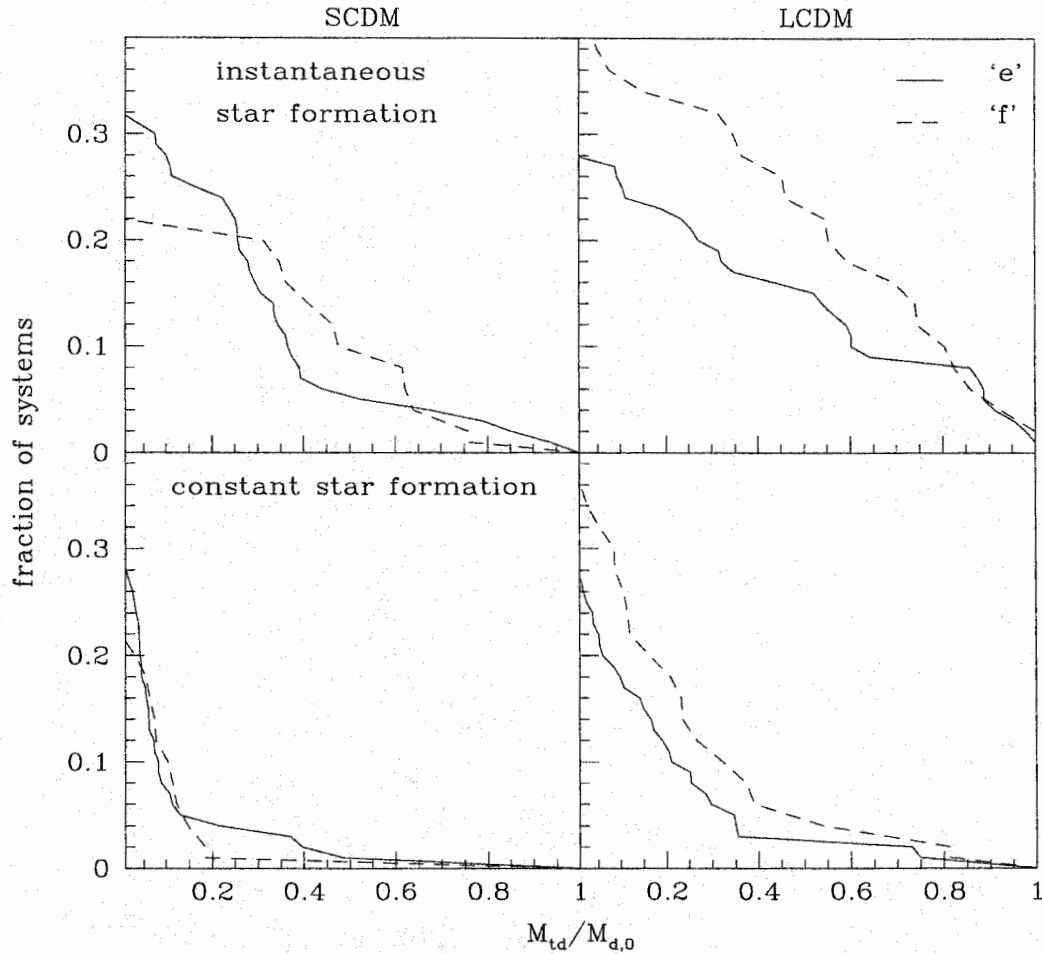 SCDM LCDM
instantaneous
star formation
‘e’
‘f’
0.3
0.2
0.1
0
constant star formation
0.3
0.2
0.1
0
fraction of systems
0.2 0.4 0.6 0.8 1 0.2 0.4 0.6 0.8 1
M_td/M_d,0